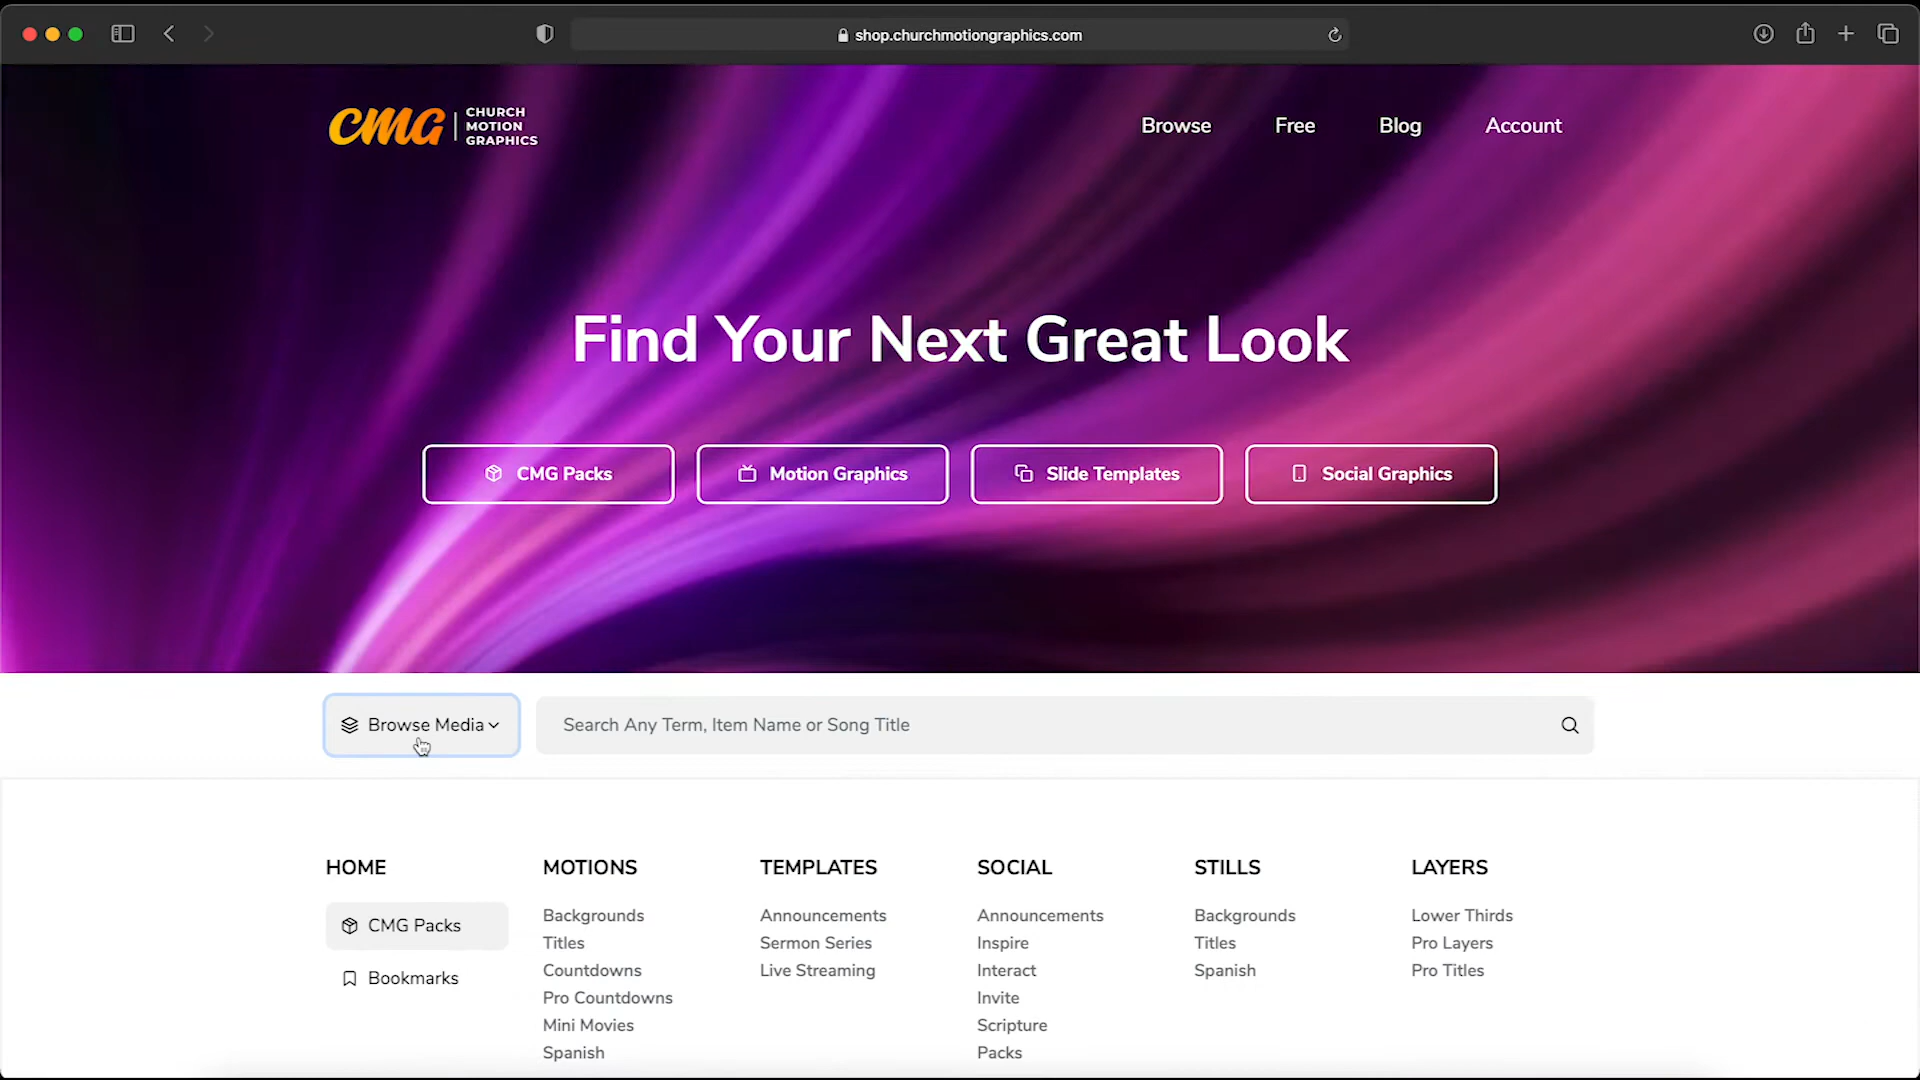 shop.churchmotiongraphics.com
CMG
CHURCH
MOTION
GRAPHICS
Browse
Free
Blog
Account
Find Your Next Great Look
CMG Packs
Motion Graphics
Slide Templates
Social Graphics
Browse Media
Search Any Term, Item Name or Song Title
HOME
CMG Packs
Bookmarks
MOTIONS
Backgrounds
Titles
Countdowns
Pro Countdowns
Mini Movies
Spanish
TEMPLATES
Announcements
Sermon Series
Live Streaming
SOCIAL
Announcements
Inspire
Interact
Invite
Scripture
Packs
STILLS
Backgrounds
Titles
Spanish
LAYERS
Lower Thirds
Pro Layers
Pro Titles